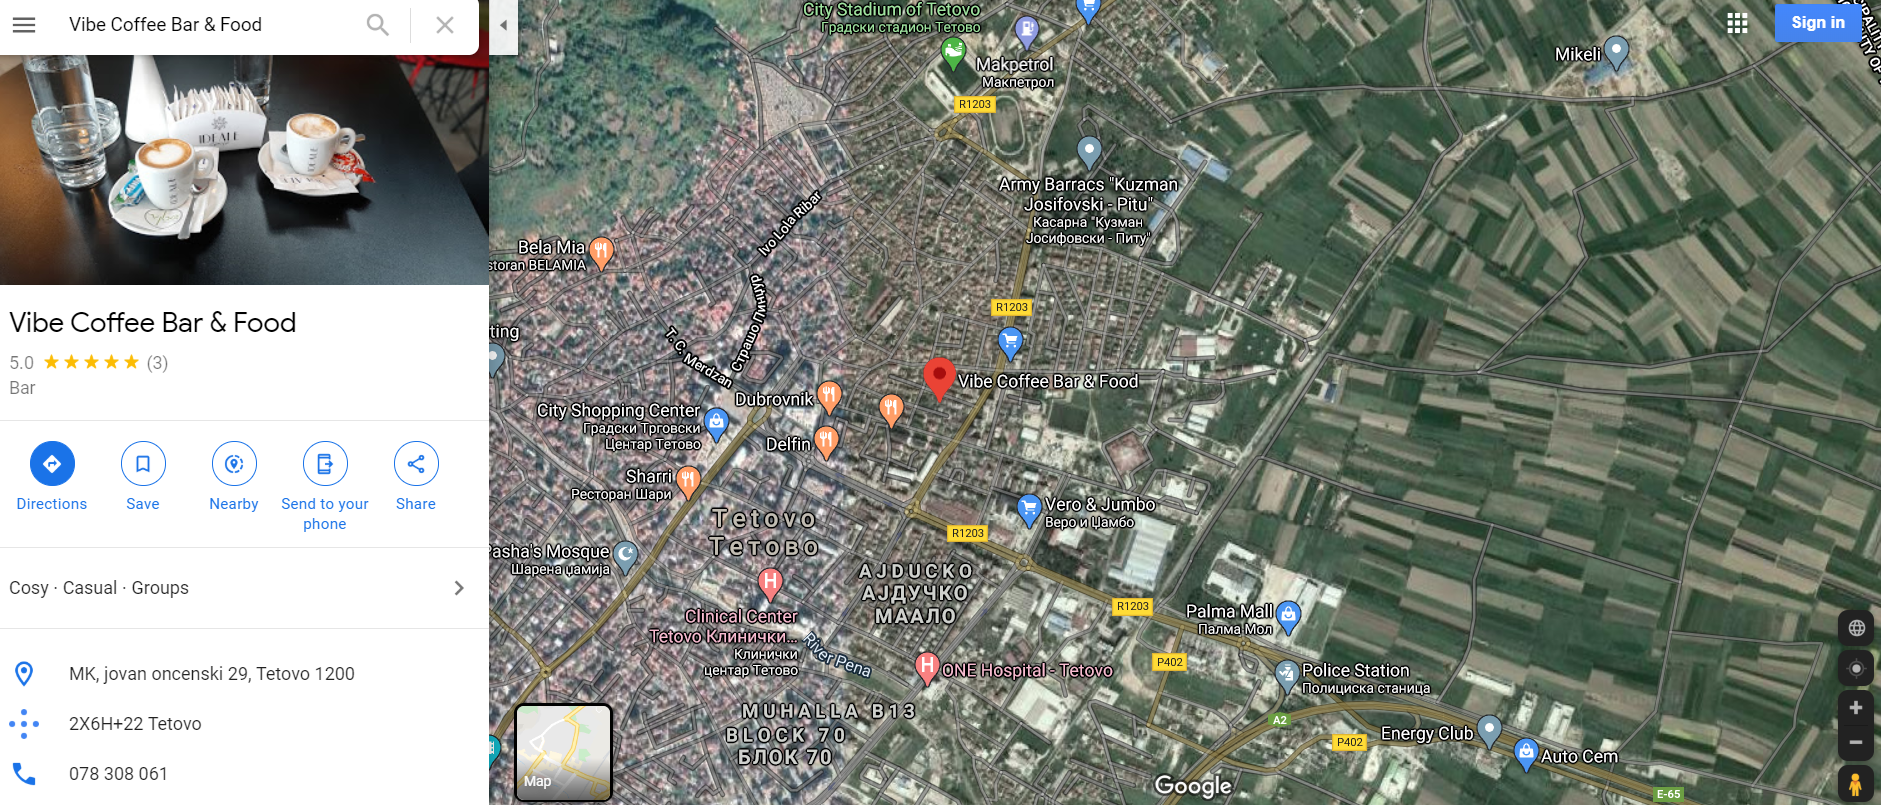 Vibe Coffee Bar & Food
IDEALE
Vibe Coffee Bar & Food
5.0
(3)
Bar
Directions
Save
Nearby
Send to your
phone
Share
Cosy · Casual · Groups
MK, jovan oncenski 29, Tetovo 1200
2X6H+22 Tetovo
078 308 061
Sign in
City Stadium of Tetovo
Градски стадион Тетово
Makpetrol
Макпетрол
R1203
Mikeli
Army Barracs "Kuzman
Josifovski - Pitu"
Касарна "Кузман
Јосифовски - Питу"
Ivo Lola Ribar
Bela Mia
storan BELAMIA
Страшо Пинџур
T. C. Merdzan
ting
R1203
Vibe Coffee Bar & Food
Dubrovnik
City Shopping Center
Градски Трговски
Центар Тетово
Delfin
Sharri
Ресторан Шари
Tetovo
Тетово
Vero & Jumbo
Веро и Џамбо
R1203
Pasha's Mosque
Шарена џамија
AJDUCKO
АЈДУЧКО
МААЛО
R1203
Palma Mall
Палма Мол
Clinical Center
Tetovo Клинички...
Клинички
центар Тетово
River Pena
ONE Hospital - Tetovo
P402
Police Station
Полициска станица
MUHALLA B13
BLOCK 70
БЛОК 70
A2
P402
Energy Club
Auto Cem
E-65
Map
Google